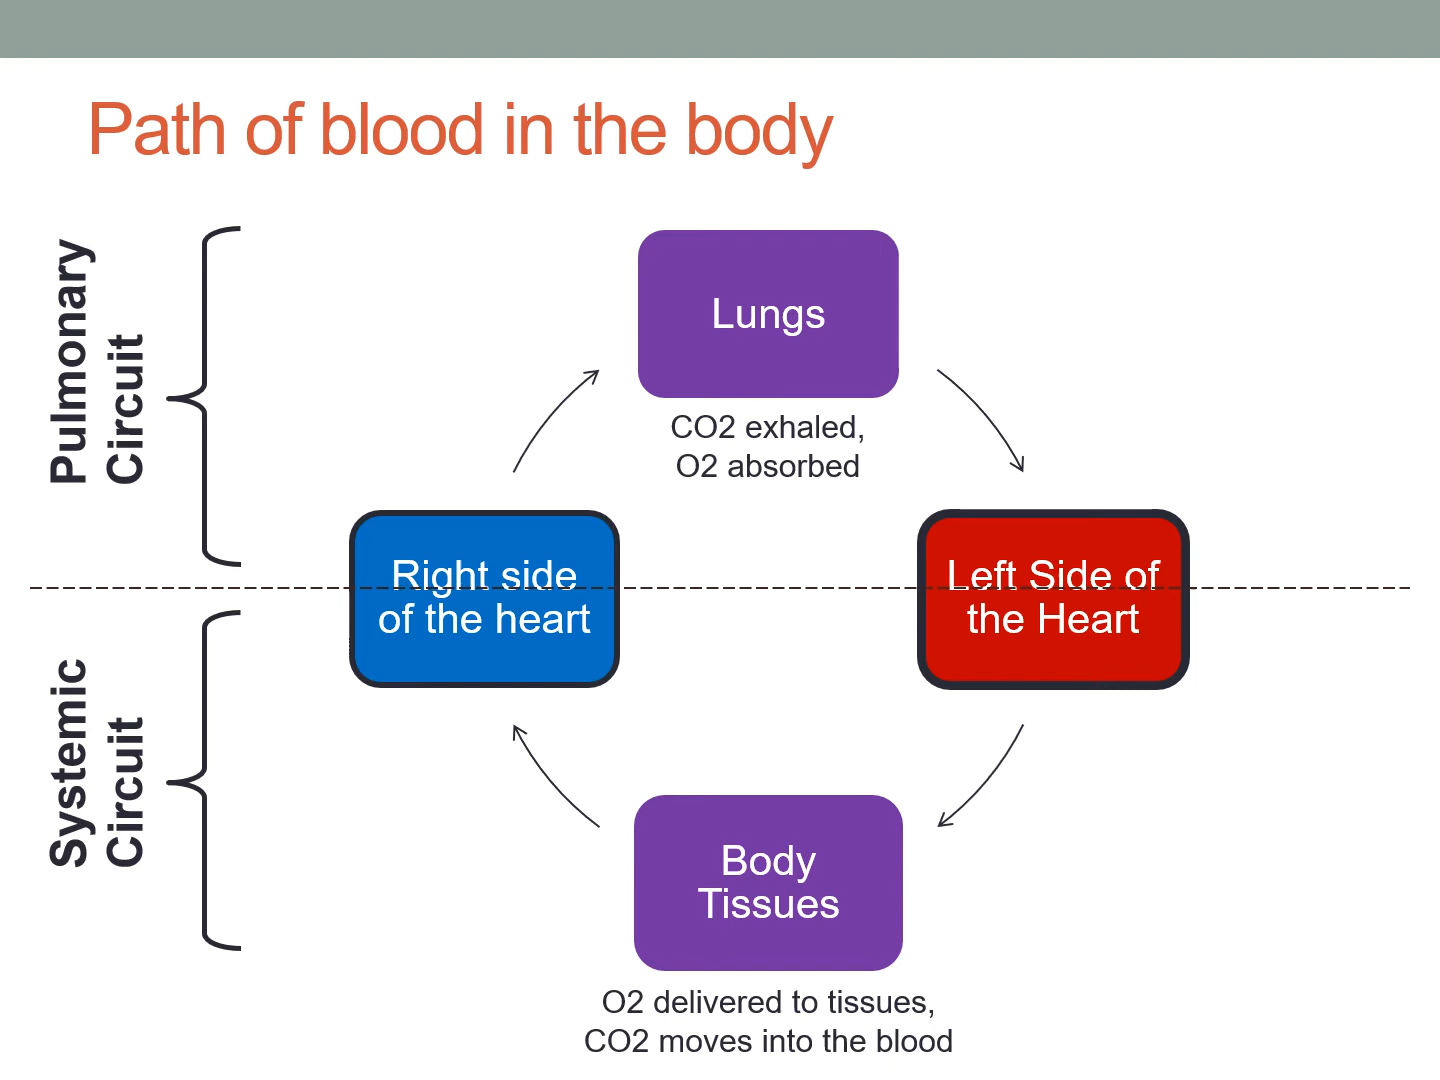 Path of blood in the body
Pulmonary
Circuit
Lungs
CO2 exhaled,
O2 absorbed
Right side
of the heart
Left Side of
the Heart
Systemic
Circuit
Body
Tissues
O2 delivered to tissues,
CO2 moves into the blood